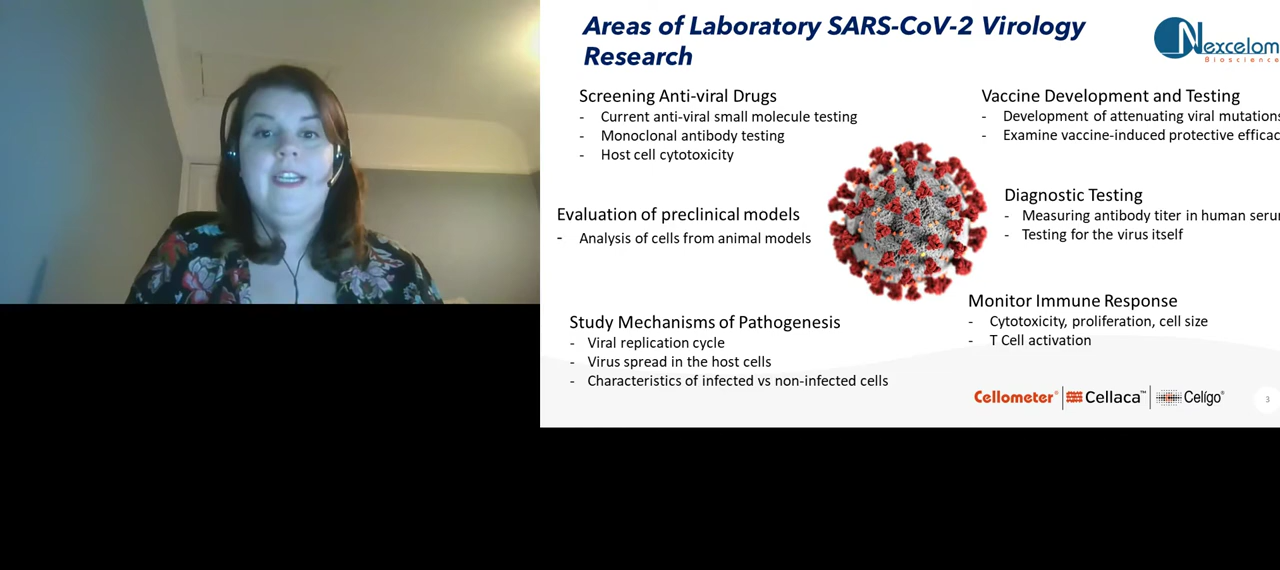 Areas of Laboratory SARS-CoV-2 Virology
Research
Nexcelom
Bioscience
Screening Anti-viral Drugs
- Current anti-viral small molecule testing
- Monoclonal antibody testing
- Host cell cytotoxicity
Evaluation of preclinical models
- Analysis of cells from animal models
Study Mechanisms of Pathogenesis
- Viral replication cycle
- Virus spread in the host cells
- Characteristics of infected vs non-infected cells
Vaccine Development and Testing
- Development of attenuating viral mutations
- Examine vaccine-induced protective efficac
Diagnostic Testing
- Measuring antibody titer in human seru
- Testing for the virus itself
Monitor Immune Response
- Cytotoxicity, proliferation, cell size
- T Cell activation
Cellometer® Cellaca™ Celígo®
3